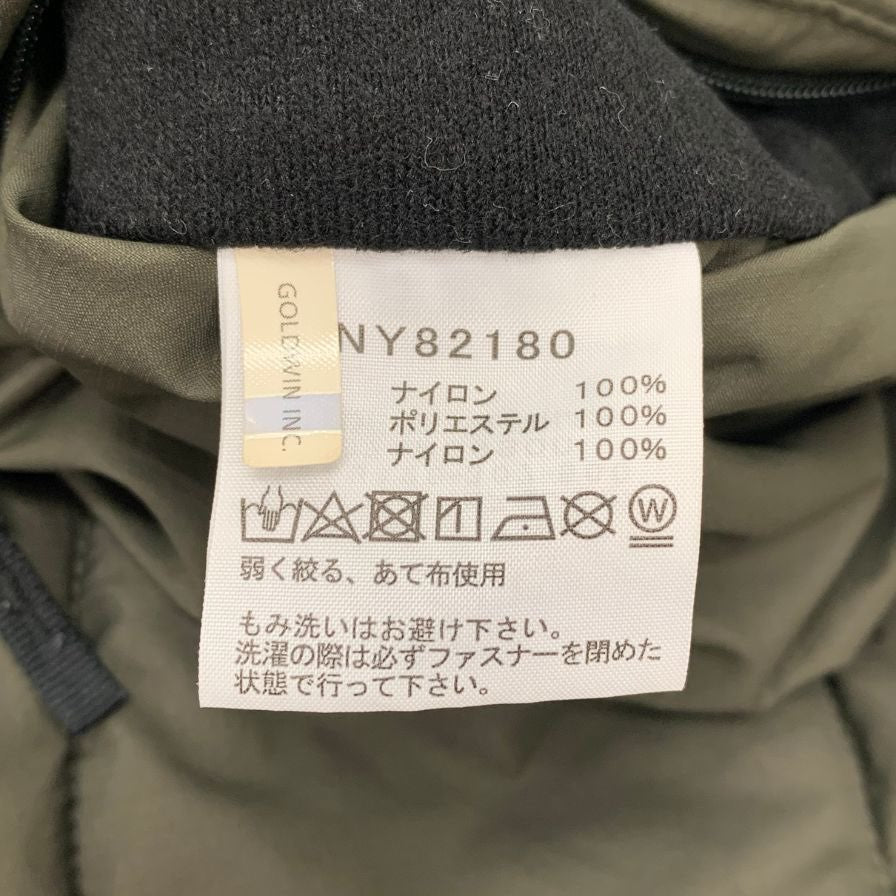 GOLDWIN INC.
NY82180
ナイロン 100%
ポリエステル 100%
ナイロン 100%
W
弱く絞る、あて布使用
もみ洗いはお避け下さい。
洗濯の際は必ずファスナーを閉めた
状態で行って下さい。